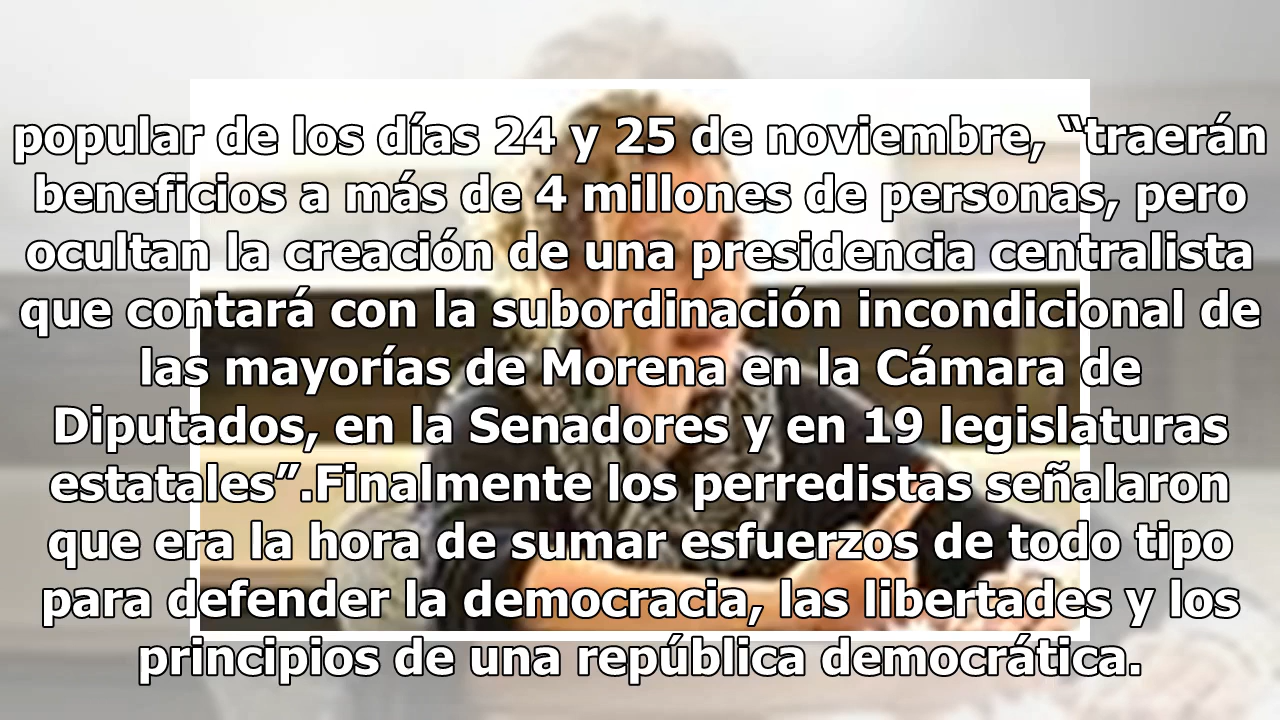 popular de los días 24 y 25 de noviembre, “traerán
beneficios a más de 4 millones de personas, pero
ocultan la creación de una presidencia centralista
que contará con la subordinación incondicional de
las mayorías de Morena en la Cámara de
Diputados, en la Senadores y en 19 legislaturas
estatales”.Finalmente los perredistas señalaron
que era la hora de sumar esfuerzos de todo tipo
para defender la democracia, las libertades y los
principios de una república democrática.